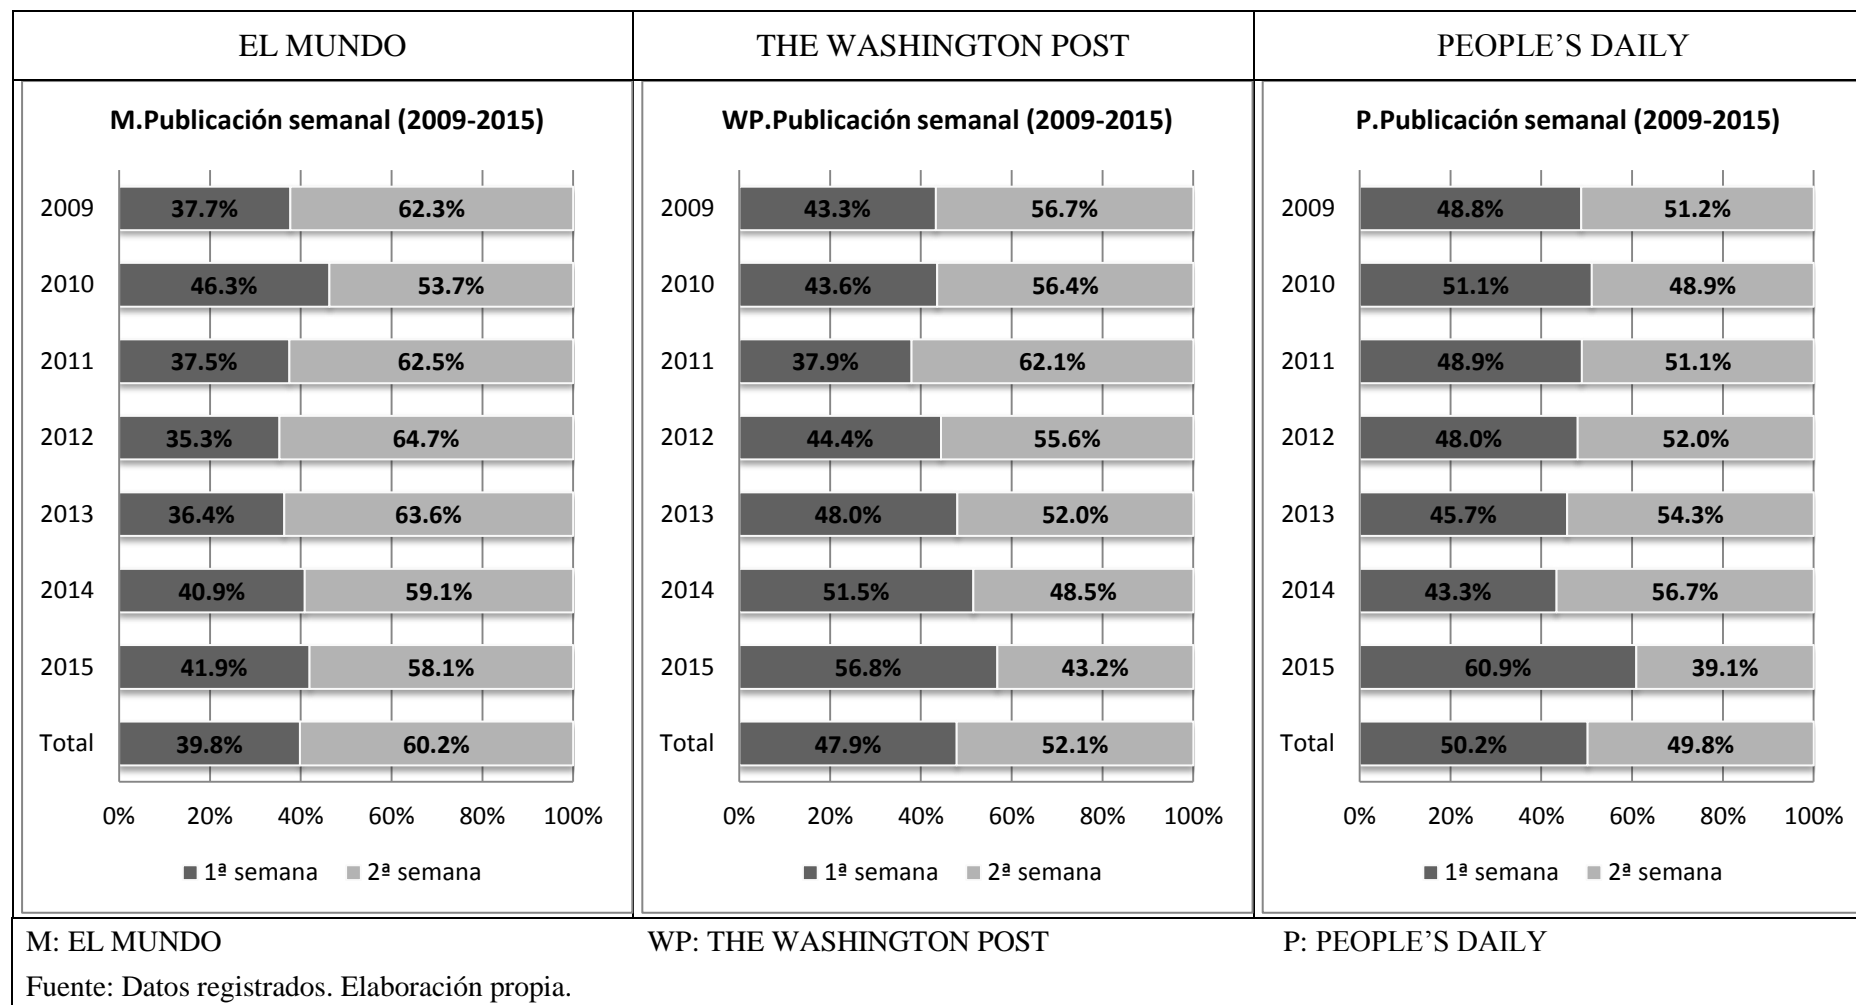 EL MUNDO
THE WASHINGTON POST
PEOPLE’S DAILY
M.Publicación semanal (2009-2015)
2009 37.7% 62.3%
2010 46.3% 53.7%
2011 37.5% 62.5%
2012 35.3% 64.7%
2013 36.4% 63.6%
2014 40.9% 59.1%
2015 41.9% 58.1%
Total 39.8% 60.2%
0% 20% 40% 60% 80% 100%
1ª semana 2ª semana
WP.Publicación semanal (2009-2015)
2009 43.3% 56.7%
2010 43.6% 56.4%
2011 37.9% 62.1%
2012 44.4% 55.6%
2013 48.0% 52.0%
2014 51.5% 48.5%
2015 56.8% 43.2%
Total 47.9% 52.1%
0% 20% 40% 60% 80% 100%
1ª semana 2ª semana
P.Publicación semanal (2009-2015)
2009 48.8% 51.2%
2010 51.1% 48.9%
2011 48.9% 51.1%
2012 48.0% 52.0%
2013 45.7% 54.3%
2014 43.3% 56.7%
2015 60.9% 39.1%
Total 50.2% 49.8%
0% 20% 40% 60% 80% 100%
1ª semana 2ª semana
M: EL MUNDO WP: THE WASHINGTON POST P: PEOPLE’S DAILY
Fuente: Datos registrados. Elaboración propia.